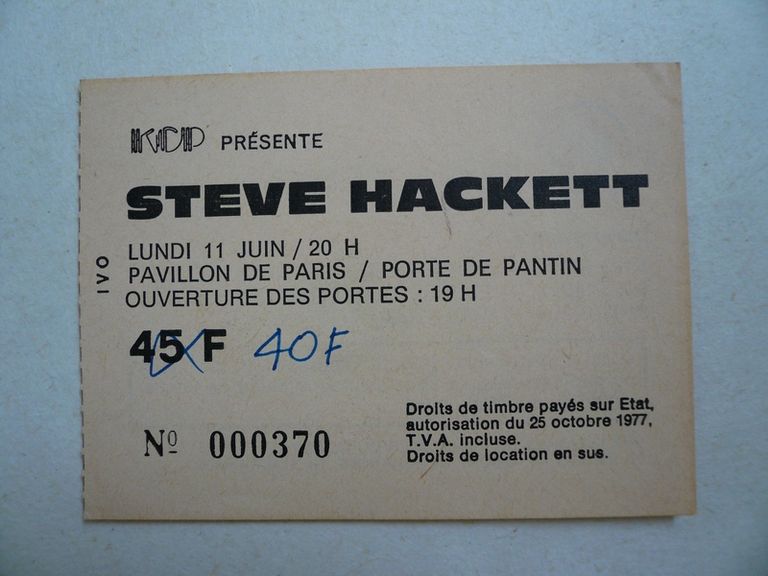 KCP PRÉSENTE
STEVE HACKETT
LUNDI 11 JUIN / 20 H
PAVILLON DE PARIS / PORTE DE PANTIN
OUVERTURE DES PORTES : 19 H
45 F 40F
Nº 000370
Droits de timbre payés sur Etat,
autorisation du 25 octobre 1977,
T.V.A. incluse.
Droits de location en sus.
IVO